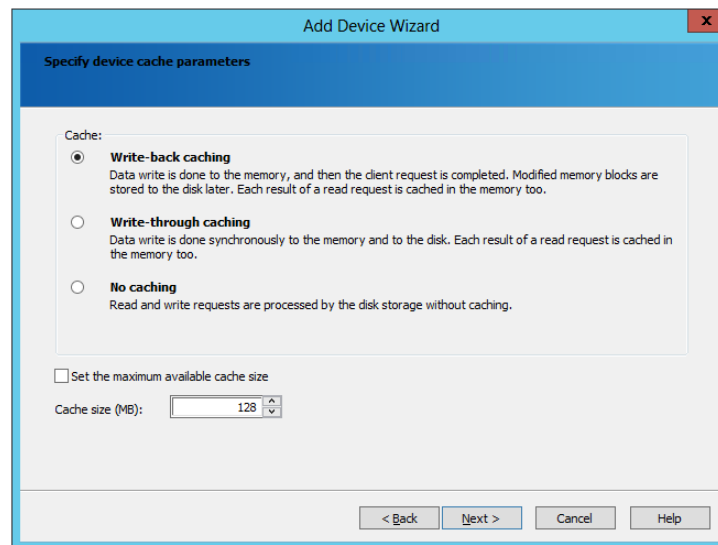 Add Device Wizard
x
Specify device cache parameters
Cache:
Write-back caching
Data write is done to the memory, and then the client request is completed. Modified memory blocks are
stored to the disk later. Each result of a read request is cached in the memory too.
Write-through caching
Data write is done synchronously to the memory and to the disk. Each result of a read request is cached in
the memory too.
No caching
Read and write requests are processed by the disk storage without caching.
Set the maximum available cache size
Cache size (MB): 128
< Back Next > Cancel Help